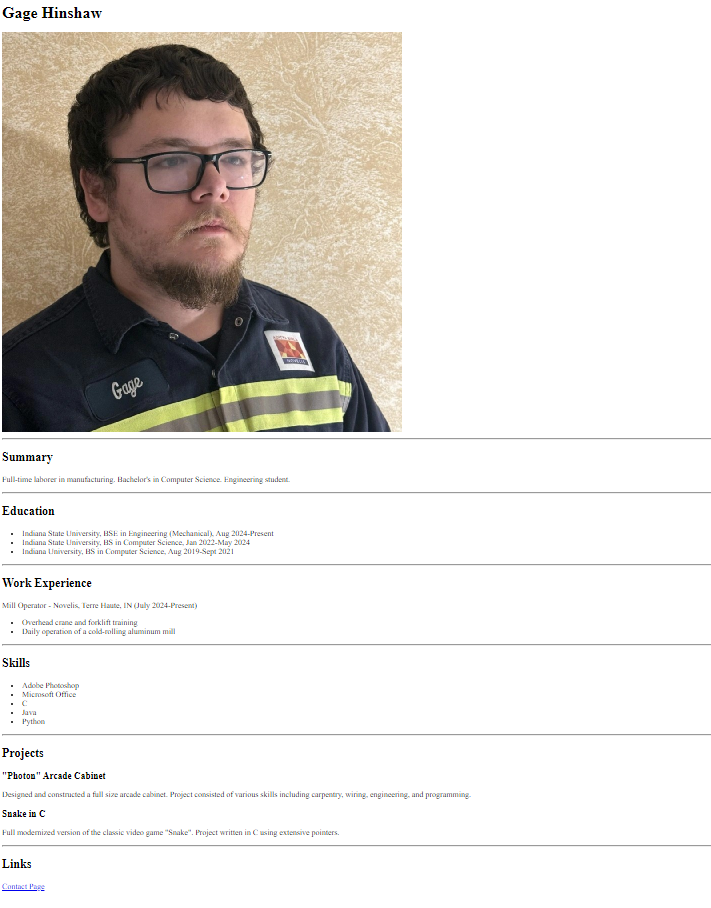 Gage Hinshaw
Gage
NOVELIS
Summary
Full-time laborer in manufacturing. Bachelor's in Computer Science. Engineering student.
Education
• Indiana State University, BSE in Engineering (Mechanical), Aug 2024-Present
• Indiana State University, BS in Computer Science, Jan 2022-May 2024
• Indiana University, BS in Computer Science, Aug 2019-Sept 2021
Work Experience
Mill Operator - Novelis, Terre Haute, IN (July 2024-Present)
• Overhead crane and forklift training
• Daily operation of a cold-rolling aluminum mill
Skills
• Adobe Photoshop
• Microsoft Office
• C
• Java
• Python
Projects
"Photon" Arcade Cabinet
Designed and constructed a full size arcade cabinet. Project consisted of various skills including carpentry, wiring, engineering, and programming.
Snake in C
Full modernized version of the classic video game "Snake". Project written in C using extensive pointers.
Links
Contact Page